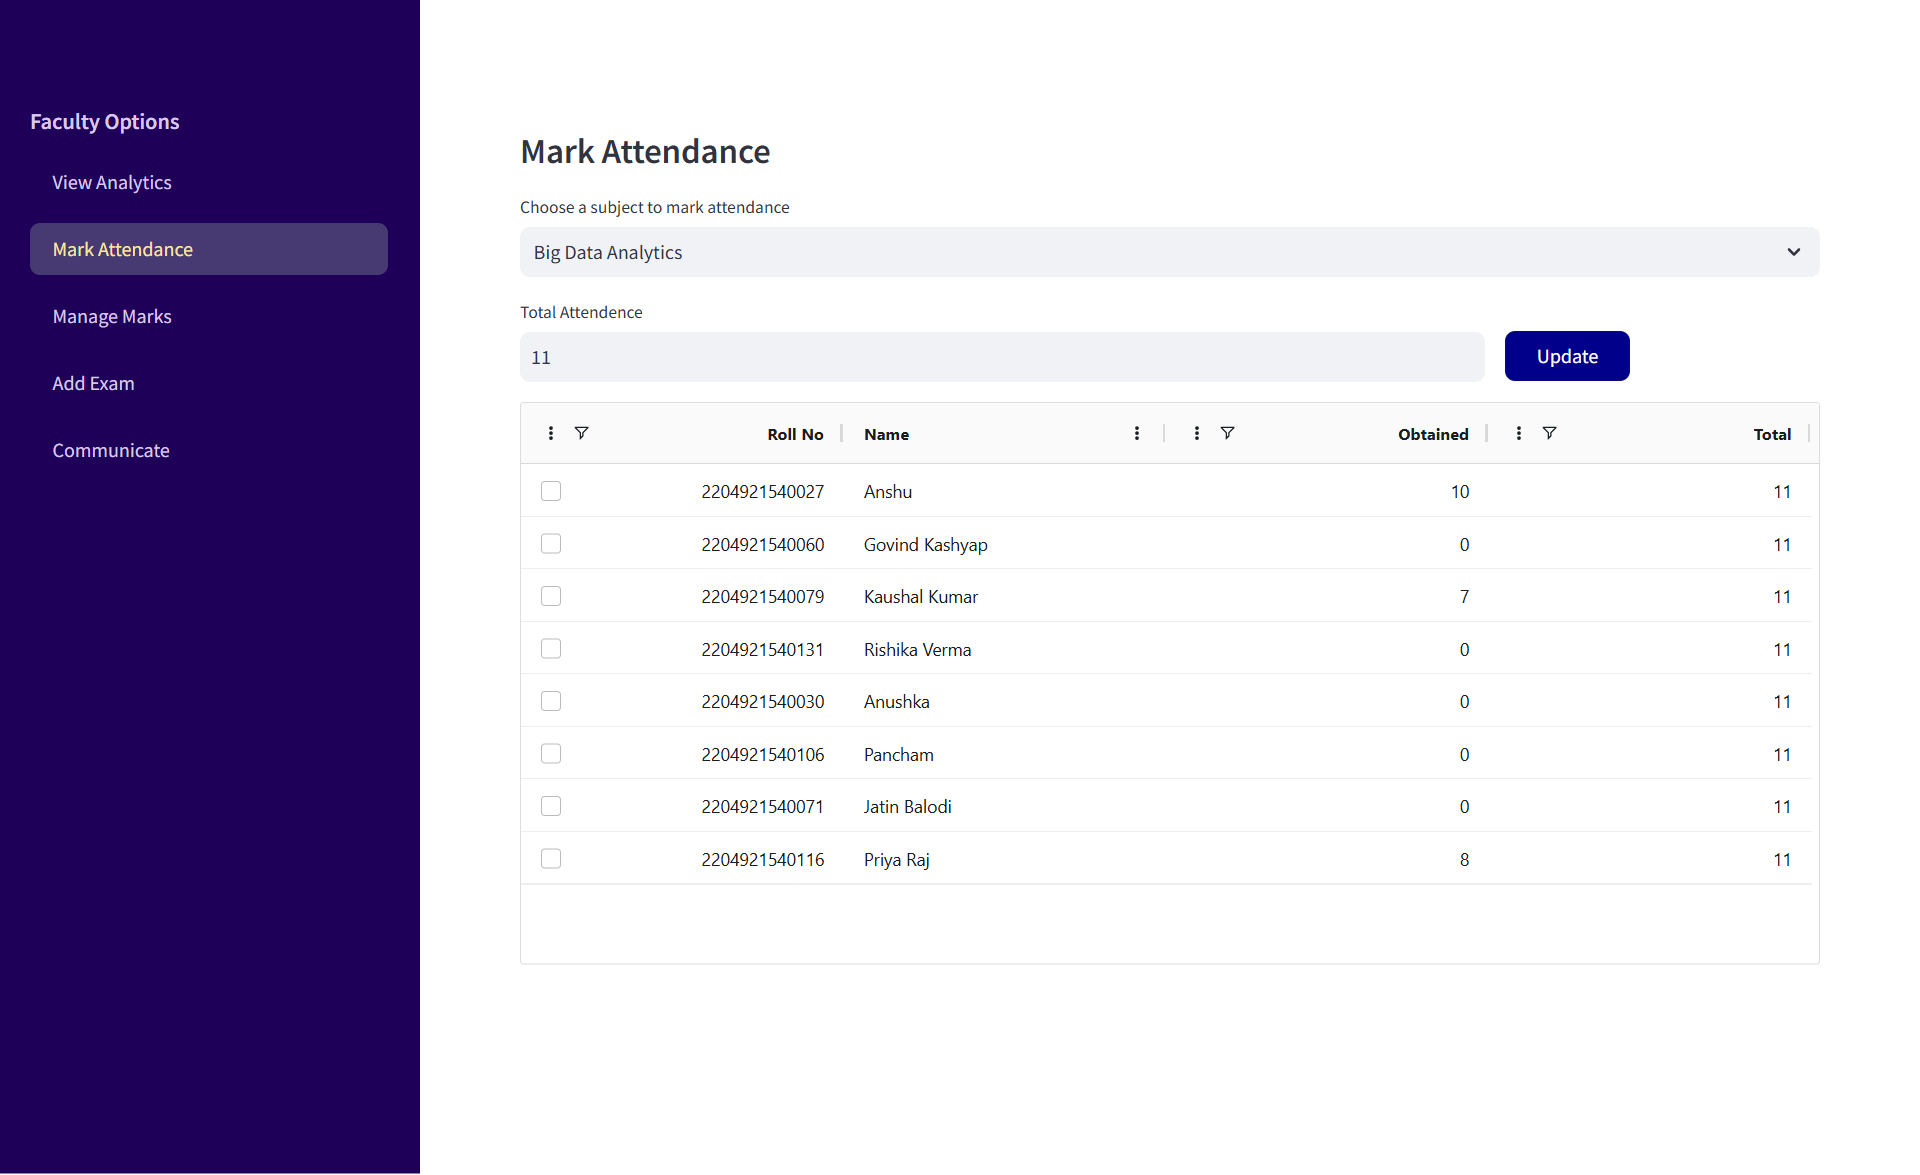 Faculty Options
View Analytics
Mark Attendance
Manage Marks
Add Exam
Communicate
Mark Attendance
Choose a subject to mark attendance
Big Data Analytics
Total Attendence
11
Update
Roll No Name Obtained Total
2204921540027 Anshu 10 11
2204921540060 Govind Kashyap 0 11
2204921540079 Kaushal Kumar 7 11
2204921540131 Rishika Verma 0 11
2204921540030 Anushka 0 11
2204921540106 Pancham 0 11
2204921540071 Jatin Balodi 0 11
2204921540116 Priya Raj 8 11